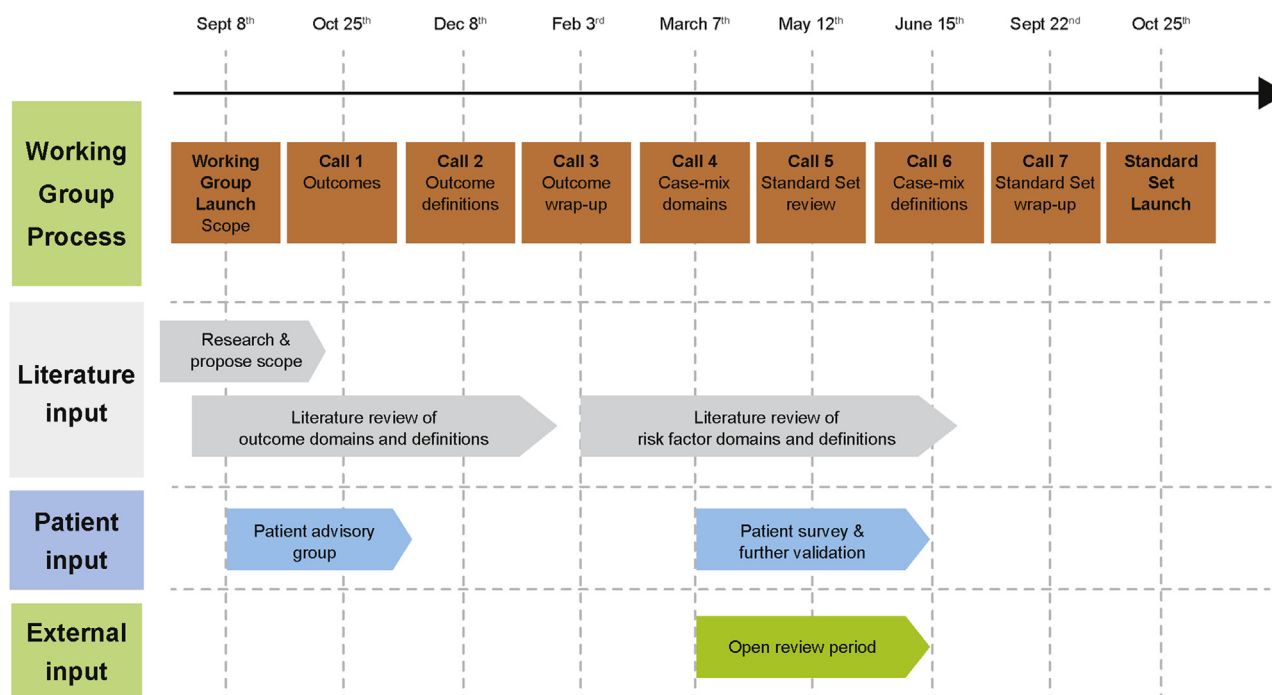 Sept 8th
Oct 25th
Dec 8th
Feb 3rd
March 7th
May 12th
June 15th
Sept 22nd
Oct 25th
Working
Group
Process
Working
Group
Launch
Scope
Call 1
Outcomes
Call 2
Outcome
definitions
Call 3
Outcome
wrap-up
Call 4
Case-mix
domains
Call 5
Standard Set
review
Call 6
Case-mix
definitions
Call 7
Standard Set
wrap-up
Standard
Set
Launch
Literature
input
Research &
propose scope
Literature review of
outcome domains and definitions
Literature review of
risk factor domains and definitions
Patient
input
Patient advisory
group
Patient survey &
further validation
External
input
Open review period